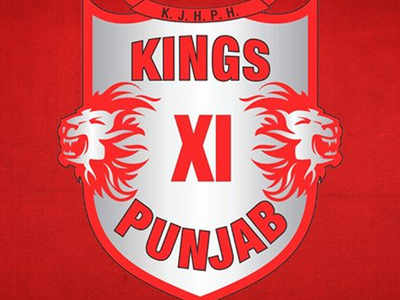 K. J. H. P. H.
KINGS
XI
PUNJAB